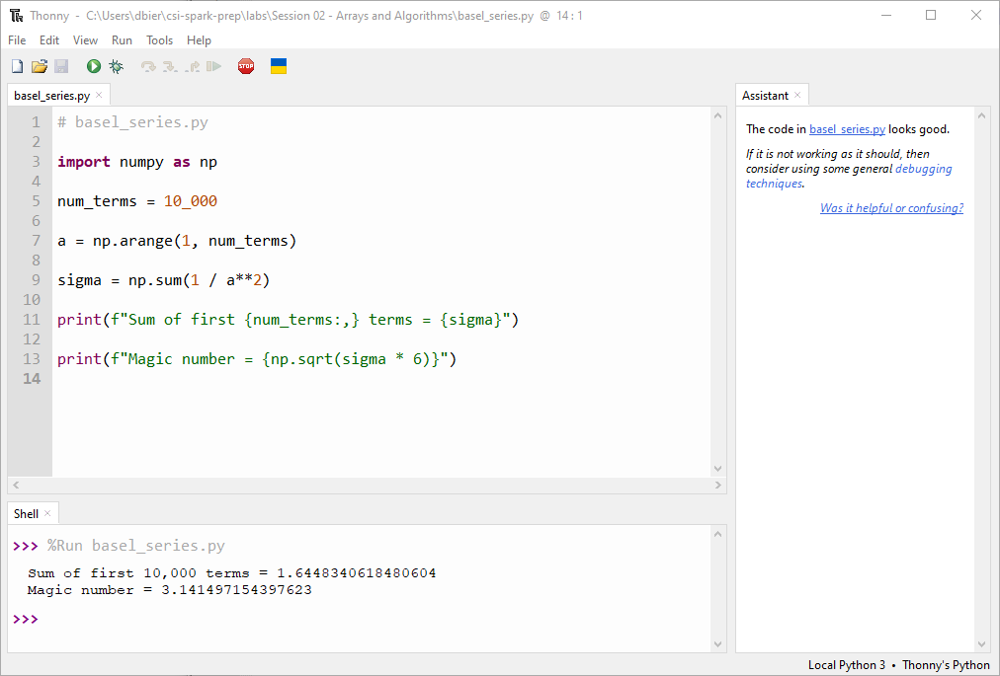 Thonny - C:\Users\dbier\csi-spark-prep\labs\Session 02 - Arrays and Algorithms\basel_series.py @ 14 : 1
File Edit View Run Tools Help
STOP
basel_series.py ×
1 # basel_series.py
2
3 import numpy as np
4
5 num_terms = 10_000
6
7 a = np.arange(1, num_terms)
8
9 sigma = np.sum(1 / a**2)
10
11 print(f"Sum of first {num_terms:,} terms = {sigma}")
12
13 print(f"Magic number = {np.sqrt(sigma * 6)}")
14
Shell ×
>>> %Run basel_series.py
Sum of first 10,000 terms = 1.6448340618480604
Magic number = 3.141497154397623
>>>
Assistant ×
The code in basel_series.py looks good.
If it is not working as it should, then
consider using some general debugging
techniques.
Was it helpful or confusing?
Local Python 3 • Thonny's Python